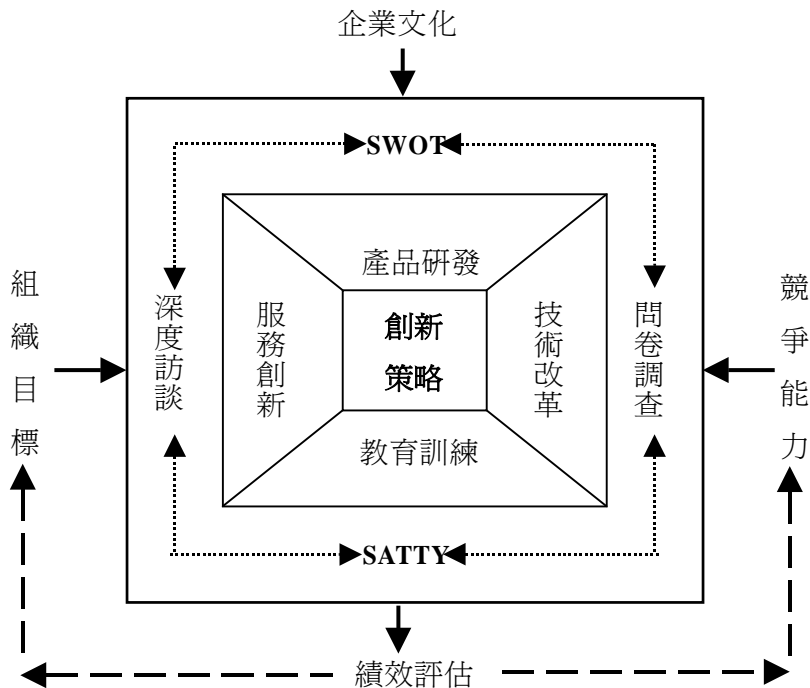 企業文化
SWOT
產品研發
組織目標
深度訪談
服務創新
創新
策略
技術改革
問卷調查
競爭能力
教育訓練
SATTY
績效評估